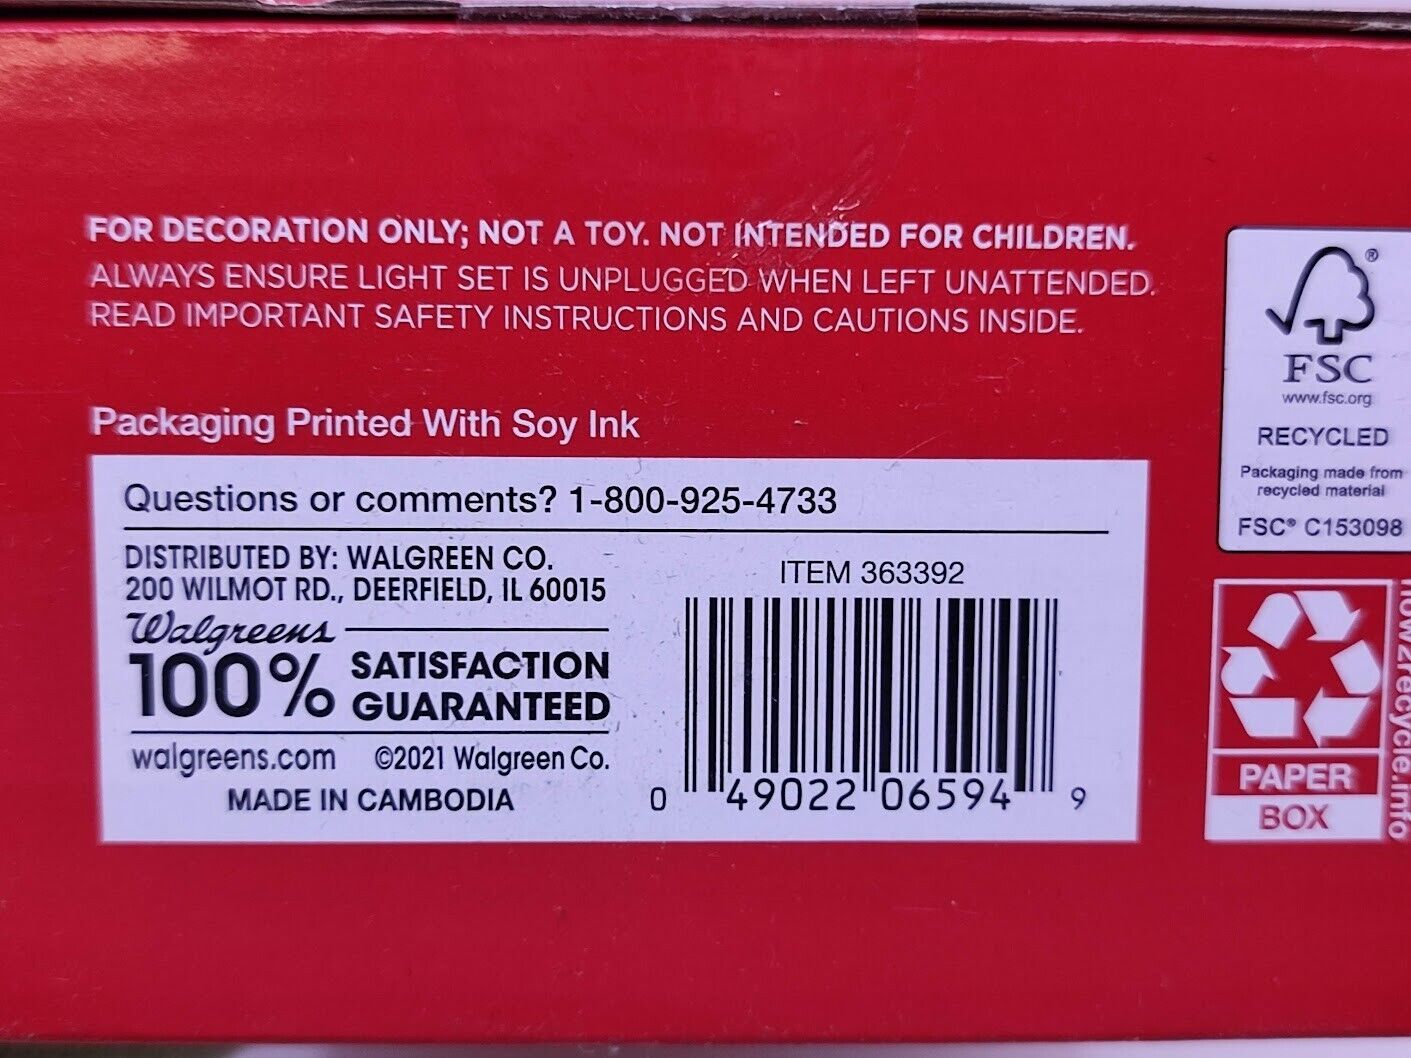 FOR DECORATION ONLY; NOT A TOY. NOT INTENDED FOR CHILDREN.
ALWAYS ENSURE LIGHT SET IS UNPLUGGED WHEN LEFT UNATTENDED.
READ IMPORTANT SAFETY INSTRUCTIONS AND CAUTIONS INSIDE.
Packaging Printed With Soy Ink
Questions or comments? 1-800-925-4733
DISTRIBUTED BY: WALGREEN CO.
200 WILMOT RD., DEERFIELD, IL 60015
Walgreens
100% SATISFACTION
GUARANTEED
walgreens.com ©2021 Walgreen Co.
MADE IN CAMBODIA
ITEM 363392
0 49022 06594 9
®
FSC
www.fsc.org
RECYCLED
Packaging made from
recycled material
FSC® C153098
PAPER
BOX
how2recycle.info